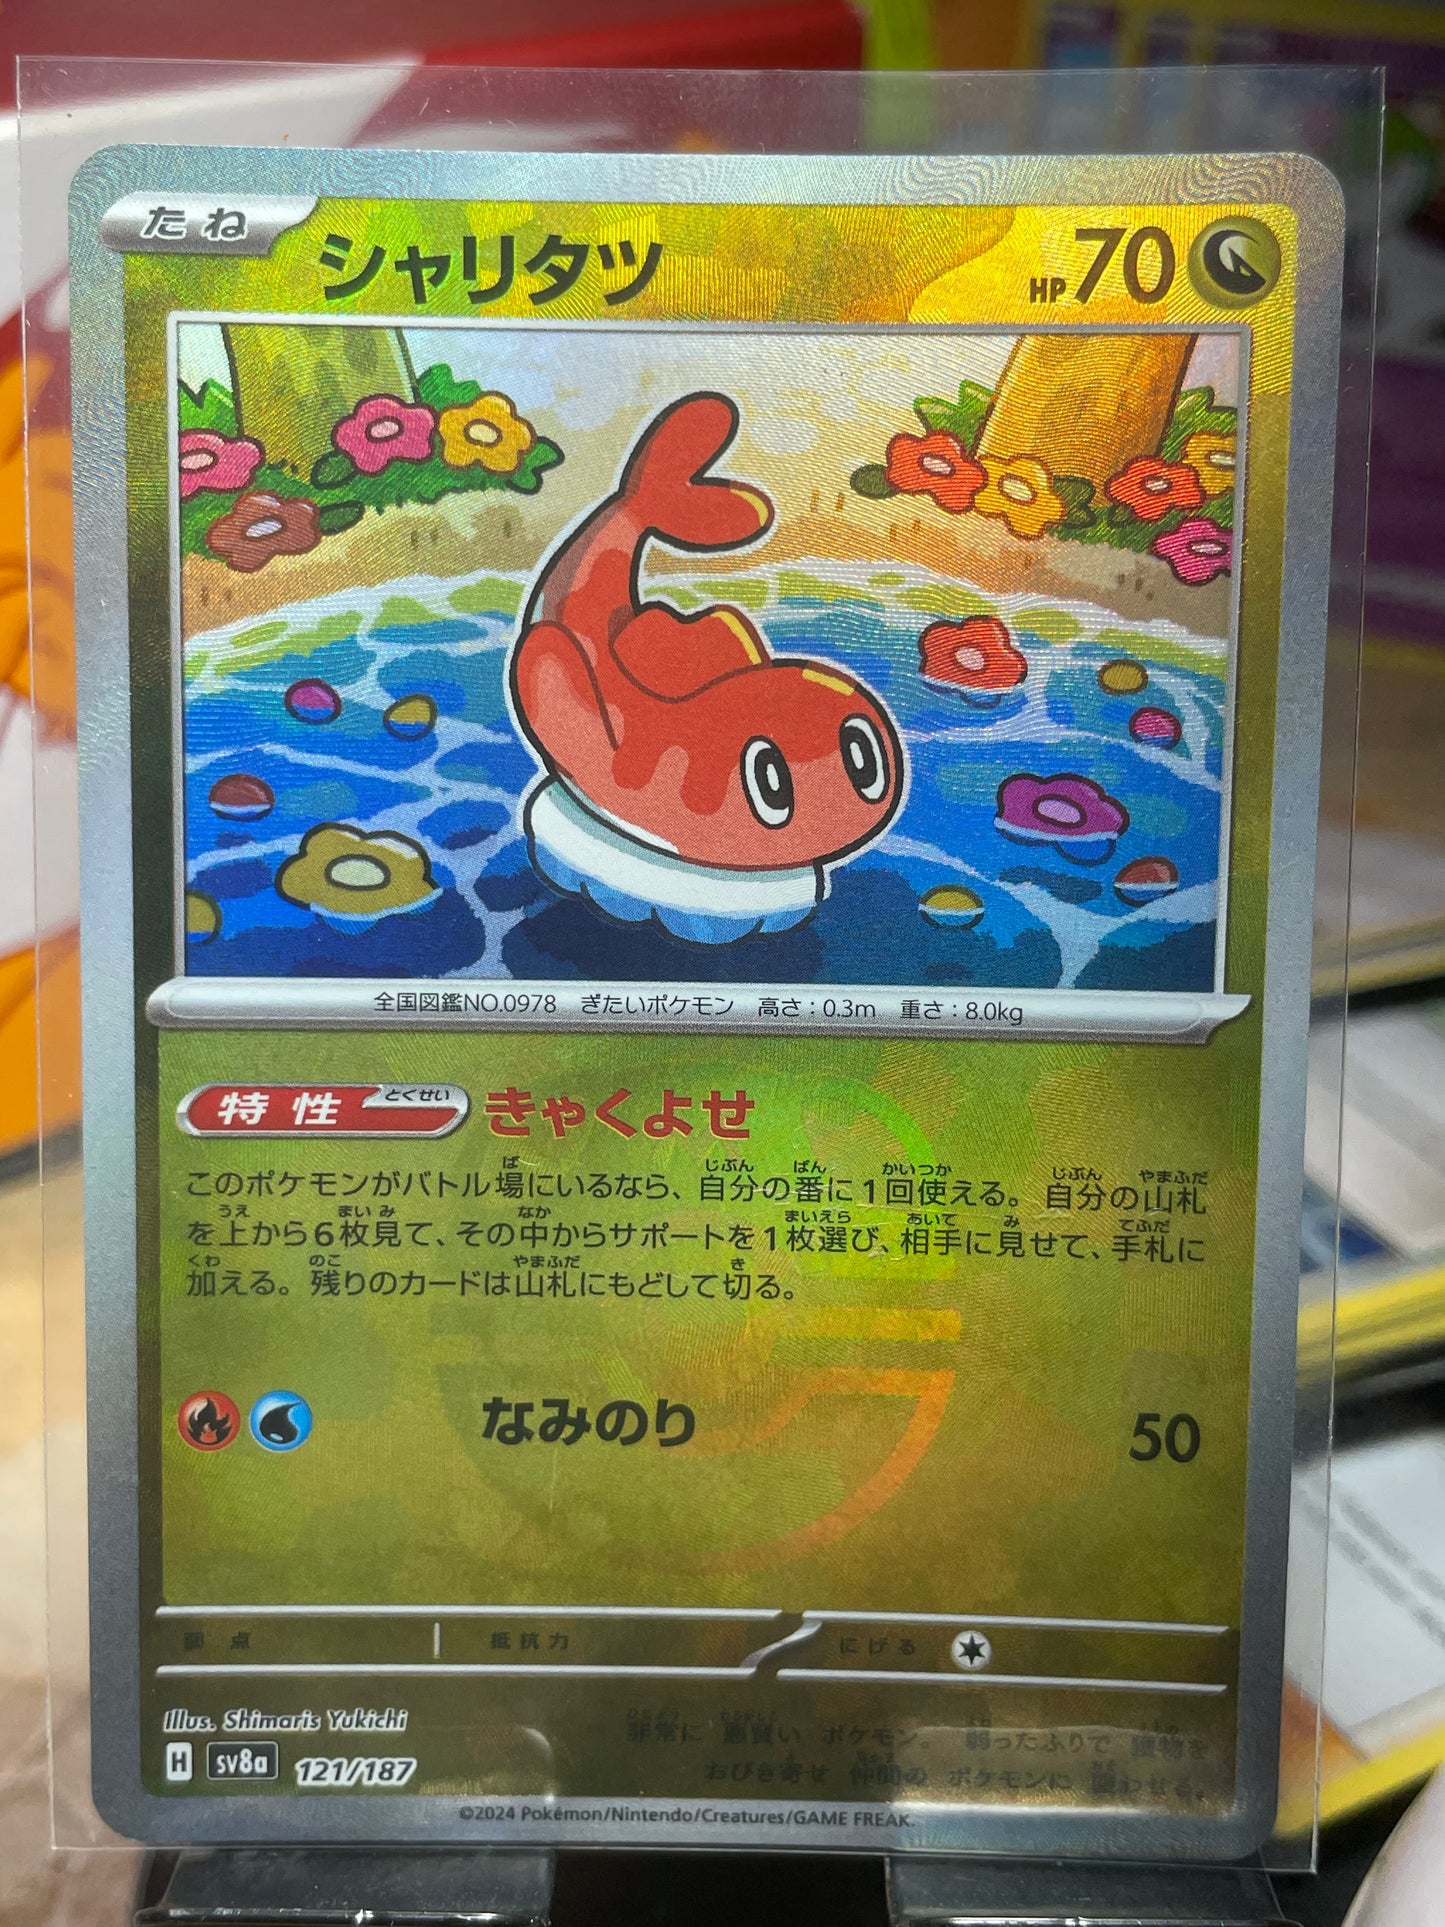 たね
シャリタツ
HP70
全国図鑑NO.0978 ぎたいポケモン 高さ：0.3m 重さ：8.0kg
特性 とくせい きゃくよせ
このポケモンがバトル場にいるなら、自分の番に1回使える。自分の山札
を上から6枚見て、その中からサポートを1枚選び、相手に見せて、手札に
加える。残りのカードは山札にもどして切る。
なみのり 50
弱点 抵抗力 にげる
Illus. Shimaris Yukichi
非常に 悪賢い ポケモン。 弱ったふりで 獲物を
おびき寄せ 仲間の ポケモンに 襲わせる。
H sv8a 121/187
©2024 Pokémon/Nintendo/Creatures/GAME FREAK.